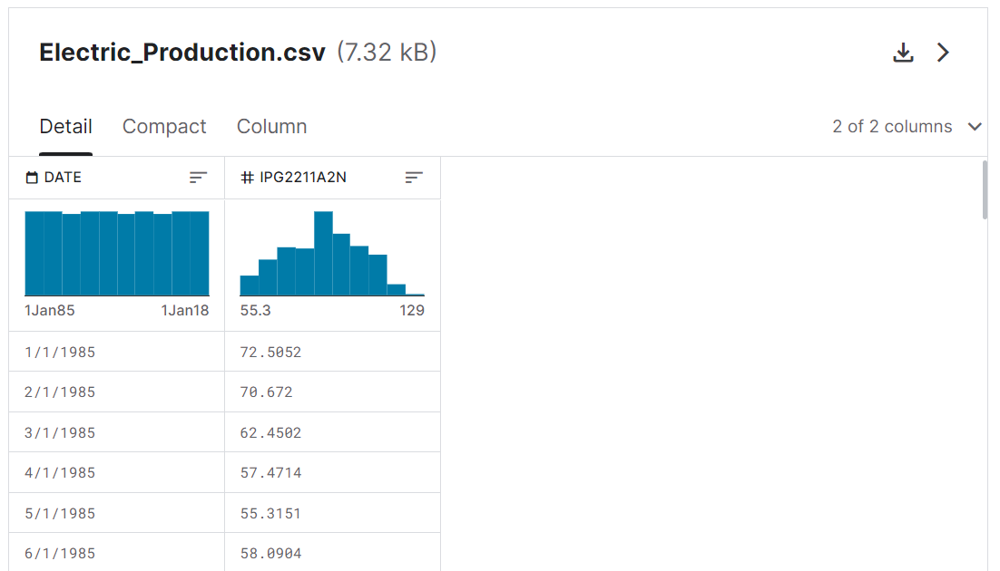 Electric_Production.csv (7.32 kB)
Detail Compact Column 2 of 2 columns
DATE IPG2211A2N
1Jan85 1Jan18 55.3 129
1/1/1985 72.5052
2/1/1985 70.672
3/1/1985 62.4502
4/1/1985 57.4714
5/1/1985 55.3151
6/1/1985 58.0904